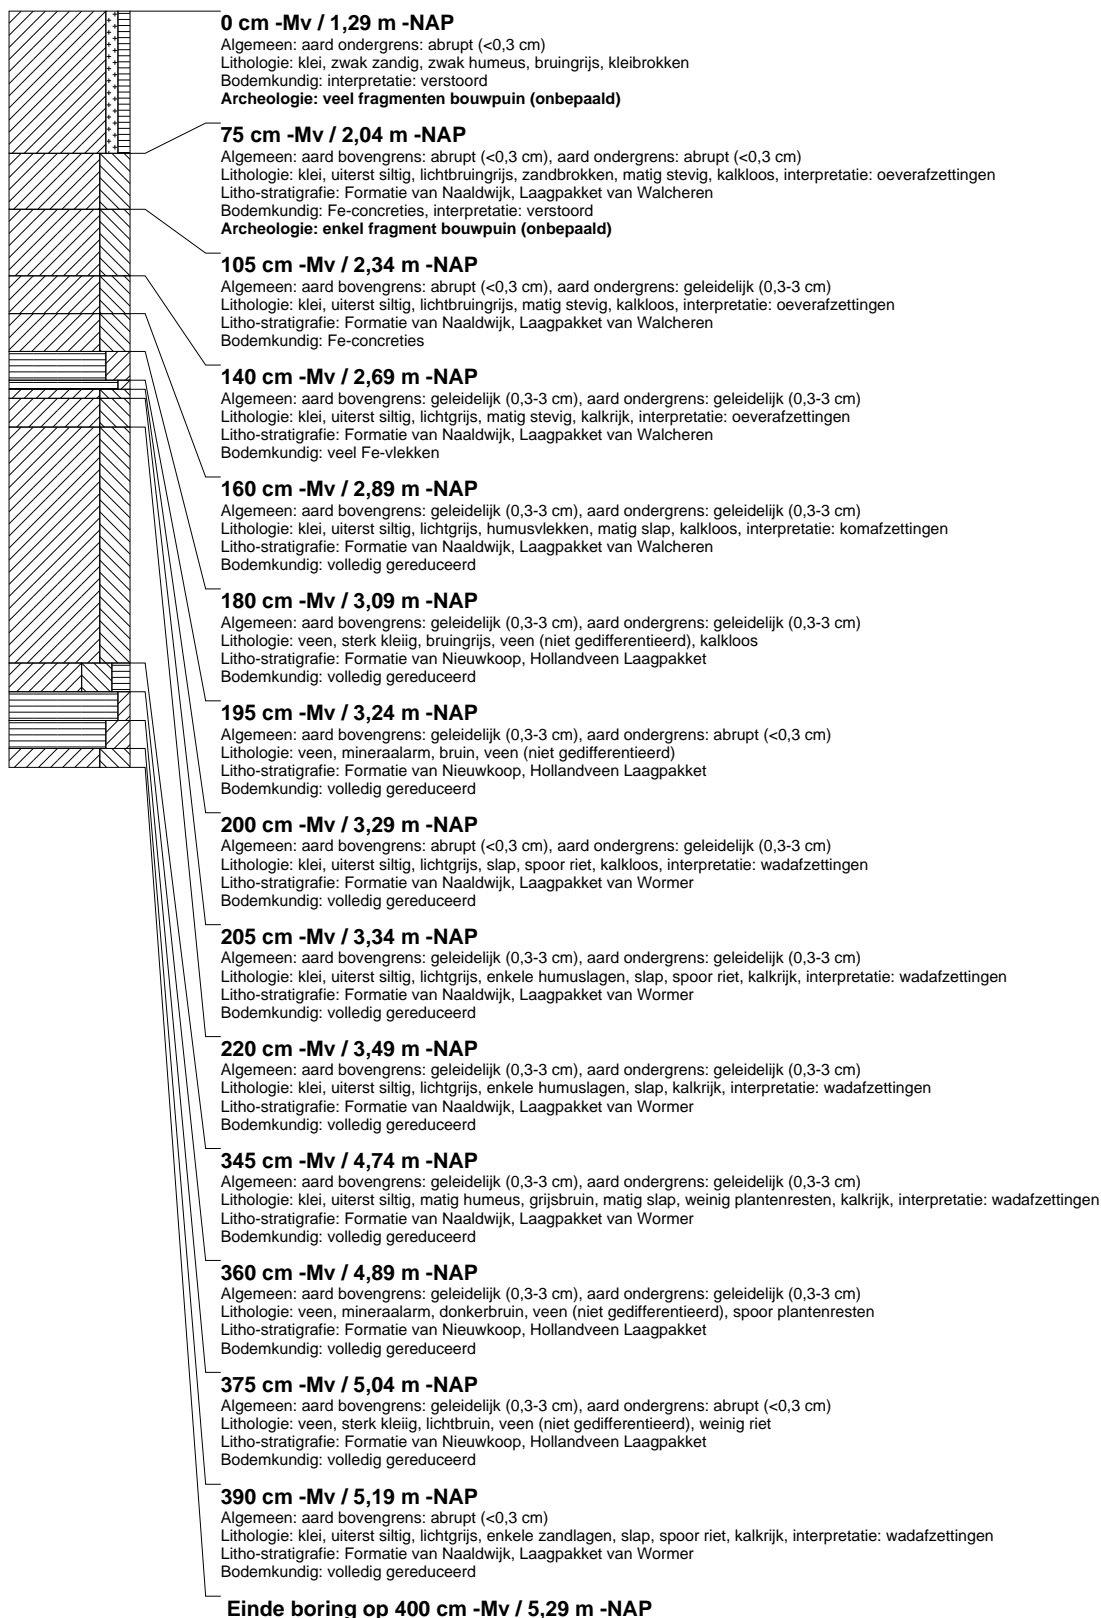 0 cm -Mv / 1,29 m -NAP
Algemeen: aard ondergrens: abrupt (<0,3 cm)
Lithologie: klei, zwak zandig, zwak humeus, bruingrijs, kleibrokken
Bodemkundig: interpretatie: verstoord
Archeologie: veel fragmenten bouwpuin (onbepaald)
75 cm -Mv / 2,04 m -NAP
Algemeen: aard bovengrens: abrupt (<0,3 cm), aard ondergrens: abrupt (<0,3 cm)
Lithologie: klei, uiterst siltig, lichtbruingrijs, zandbrokken, matig stevig, kalkloos, interpretatie: oeverafzettingen
Litho-stratigrafie: Formatie van Naaldwijk, Laagpakket van Walcheren
Bodemkundig: Fe-concreties, interpretatie: verstoord
Archeologie: enkel fragment bouwpuin (onbepaald)
105 cm -Mv / 2,34 m -NAP
Algemeen: aard bovengrens: abrupt (<0,3 cm), aard ondergrens: geleidelijk (0,3-3 cm)
Lithologie: klei, uiterst siltig, lichtbruingrijs, matig stevig, kalkloos, interpretatie: oeverafzettingen
Litho-stratigrafie: Formatie van Naaldwijk, Laagpakket van Walcheren
Bodemkundig: Fe-concreties
140 cm -Mv / 2,69 m -NAP
Algemeen: aard bovengrens: geleidelijk (0,3-3 cm), aard ondergrens: geleidelijk (0,3-3 cm)
Lithologie: klei, uiterst siltig, lichtgrijs, matig stevig, kalkrijk, interpretatie: oeverafzettingen
Litho-stratigrafie: Formatie van Naaldwijk, Laagpakket van Walcheren
Bodemkundig: veel Fe-vlekken
160 cm -Mv / 2,89 m -NAP
Algemeen: aard bovengrens: geleidelijk (0,3-3 cm), aard ondergrens: geleidelijk (0,3-3 cm)
Lithologie: klei, uiterst siltig, lichtgrijs, humusvlekken, matig slap, kalkloos, interpretatie: komafzettingen
Litho-stratigrafie: Formatie van Naaldwijk, Laagpakket van Walcheren
Bodemkundig: volledig gereduceerd
180 cm -Mv / 3,09 m -NAP
Algemeen: aard bovengrens: geleidelijk (0,3-3 cm), aard ondergrens: geleidelijk (0,3-3 cm)
Lithologie: veen, sterk kleiig, bruingrijs, veen (niet gedifferentieerd), kalkloos
Litho-stratigrafie: Formatie van Nieuwkoop, Hollandveen Laagpakket
Bodemkundig: volledig gereduceerd
195 cm -Mv / 3,24 m -NAP
Algemeen: aard bovengrens: geleidelijk (0,3-3 cm), aard ondergrens: abrupt (<0,3 cm)
Lithologie: veen, mineraalarm, bruin, veen (niet gedifferentieerd)
Litho-stratigrafie: Formatie van Nieuwkoop, Hollandveen Laagpakket
Bodemkundig: volledig gereduceerd
200 cm -Mv / 3,29 m -NAP
Algemeen: aard bovengrens: abrupt (<0,3 cm), aard ondergrens: geleidelijk (0,3-3 cm)
Lithologie: klei, uiterst siltig, lichtgrijs, slap, spoor riet, kalkloos, interpretatie: wadafzettingen
Litho-stratigrafie: Formatie van Naaldwijk, Laagpakket van Wormer
Bodemkundig: volledig gereduceerd
205 cm -Mv / 3,34 m -NAP
Algemeen: aard bovengrens: geleidelijk (0,3-3 cm), aard ondergrens: geleidelijk (0,3-3 cm)
Lithologie: klei, uiterst siltig, lichtgrijs, enkele humuslagen, slap, spoor riet, kalkrijk, interpretatie: wadafzettingen
Litho-stratigrafie: Formatie van Naaldwijk, Laagpakket van Wormer
Bodemkundig: volledig gereduceerd
220 cm -Mv / 3,49 m -NAP
Algemeen: aard bovengrens: geleidelijk (0,3-3 cm), aard ondergrens: geleidelijk (0,3-3 cm)
Lithologie: klei, uiterst siltig, lichtgrijs, enkele humuslagen, slap, kalkrijk, interpretatie: wadafzettingen
Litho-stratigrafie: Formatie van Naaldwijk, Laagpakket van Wormer
Bodemkundig: volledig gereduceerd
345 cm -Mv / 4,74 m -NAP
Algemeen: aard bovengrens: geleidelijk (0,3-3 cm), aard ondergrens: geleidelijk (0,3-3 cm)
Lithologie: klei, uiterst siltig, matig humeus, grijsbruin, matig slap, weinig plantenresten, kalkrijk, interpretatie: wadafzettingen
Litho-stratigrafie: Formatie van Naaldwijk, Laagpakket van Wormer
Bodemkundig: volledig gereduceerd
360 cm -Mv / 4,89 m -NAP
Algemeen: aard bovengrens: geleidelijk (0,3-3 cm), aard ondergrens: geleidelijk (0,3-3 cm)
Lithologie: veen, mineraalarm, donkerbruin, veen (niet gedifferentieerd), spoor plantenresten
Litho-stratigrafie: Formatie van Nieuwkoop, Hollandveen Laagpakket
Bodemkundig: volledig gereduceerd
375 cm -Mv / 5,04 m -NAP
Algemeen: aard bovengrens: geleidelijk (0,3-3 cm), aard ondergrens: abrupt (<0,3 cm)
Lithologie: veen, sterk kleiig, lichtbruin, veen (niet gedifferentieerd), weinig riet
Litho-stratigrafie: Formatie van Nieuwkoop, Hollandveen Laagpakket
Bodemkundig: volledig gereduceerd
390 cm -Mv / 5,19 m -NAP
Algemeen: aard bovengrens: abrupt (<0,3 cm)
Lithologie: klei, uiterst siltig, lichtgrijs, enkele zandlagen, slap, spoor riet, kalkrijk, interpretatie: wadafzettingen
Litho-stratigrafie: Formatie van Naaldwijk, Laagpakket van Wormer
Bodemkundig: volledig gereduceerd
Einde boring op 400 cm -Mv / 5,29 m -NAP